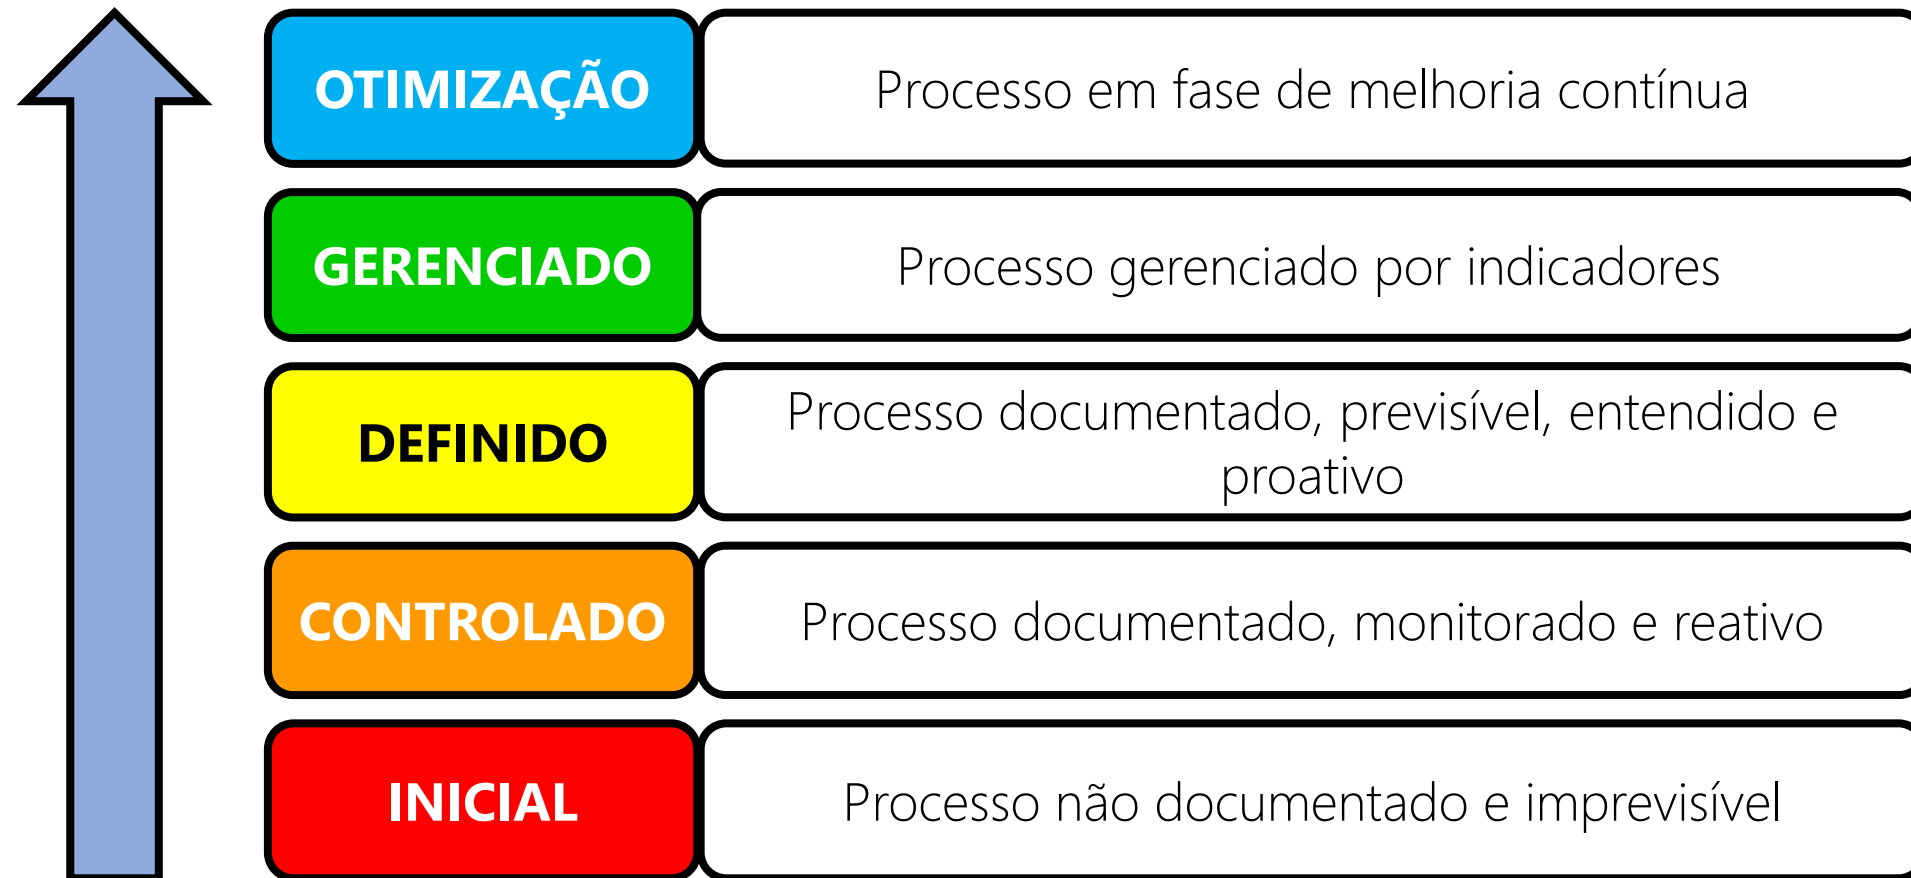 OTIMIZAÇÃO
Processo em fase de melhoria contínua
GERENCIADO
Processo gerenciado por indicadores
DEFINIDO
Processo documentado, previsível, entendido e
proativo
CONTROLADO
Processo documentado, monitorado e reativo
INICIAL
Processo não documentado e imprevisível